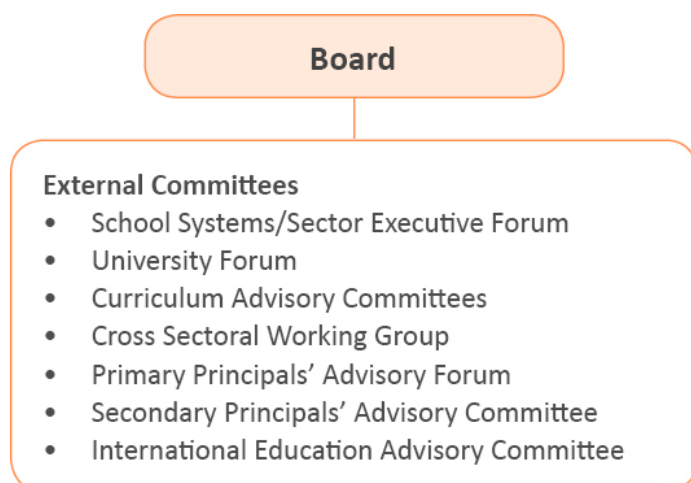 Board
External Committees
• School Systems/Sector Executive Forum
• University Forum
• Curriculum Advisory Committees
• Cross Sectoral Working Group
• Primary Principals’ Advisory Forum
• Secondary Principals’ Advisory Committee
• International Education Advisory Committee